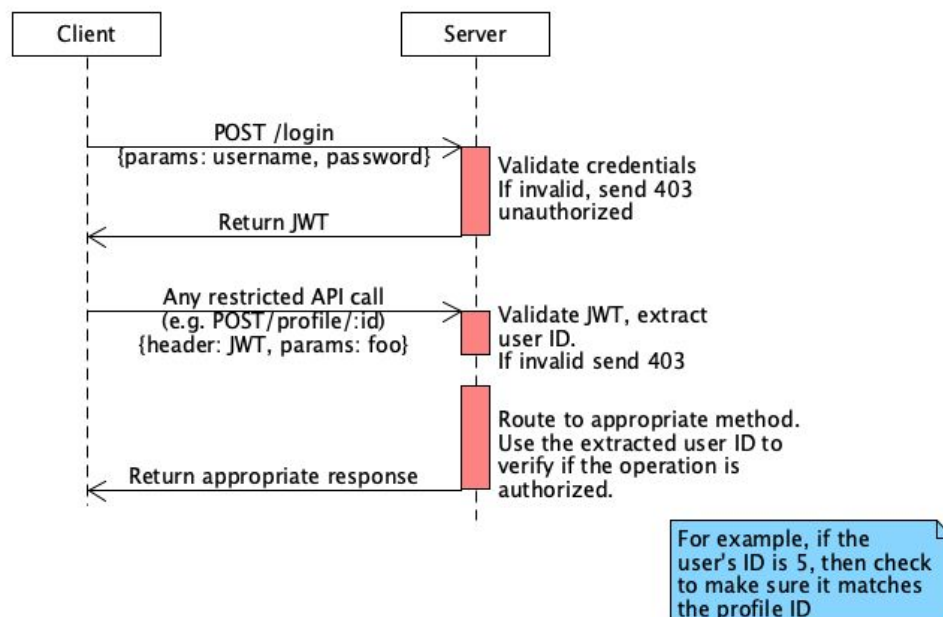 Client
Server
POST /login
{params: username, password}
Validate credentials
If invalid, send 403
unauthorized
Return JWT
Any restricted API call
(e.g. POST/profile/:id)
{header: JWT, params: foo}
Validate JWT, extract
user ID.
If invalid send 403
Route to appropriate method.
Use the extracted user ID to
verify if the operation is
authorized.
Return appropriate response
For example, if the
user's ID is 5, then check
to make sure it matches
the profile ID